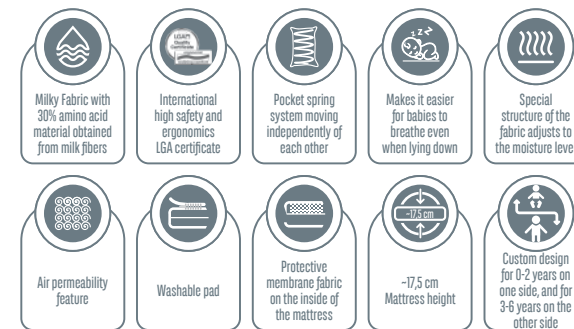 Milky Fabric with
30% amino acid
material obtained
from milk fibers
LGA
Quality
Certificate
International
high safety and
ergonomics
LGA certificate
Pocket spring
system moving
independently of
each other
z z z
Makes it easier
for babies to
breathe even
when lying down
Special
structure of the
fabric adjusts to
the moisture leve
Air permeability
feature
Washable pad
Protective
membrane fabric
on the inside of
the mattress
~17,5 cm
~17,5 cm
Mattress height
Custom design
for 0-2 years on
one side, and for
3-6 years on the
other side